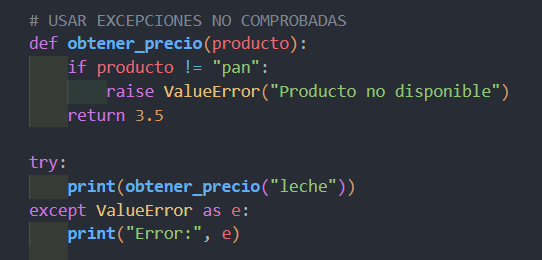 # USAR EXCEPCIONES NO COMPROBADAS
def obtener_precio(producto):
    if producto != "pan":
        raise ValueError("Producto no disponible")
    return 3.5

try:
    print(obtener_precio("leche"))
except ValueError as e:
    print("Error:", e)